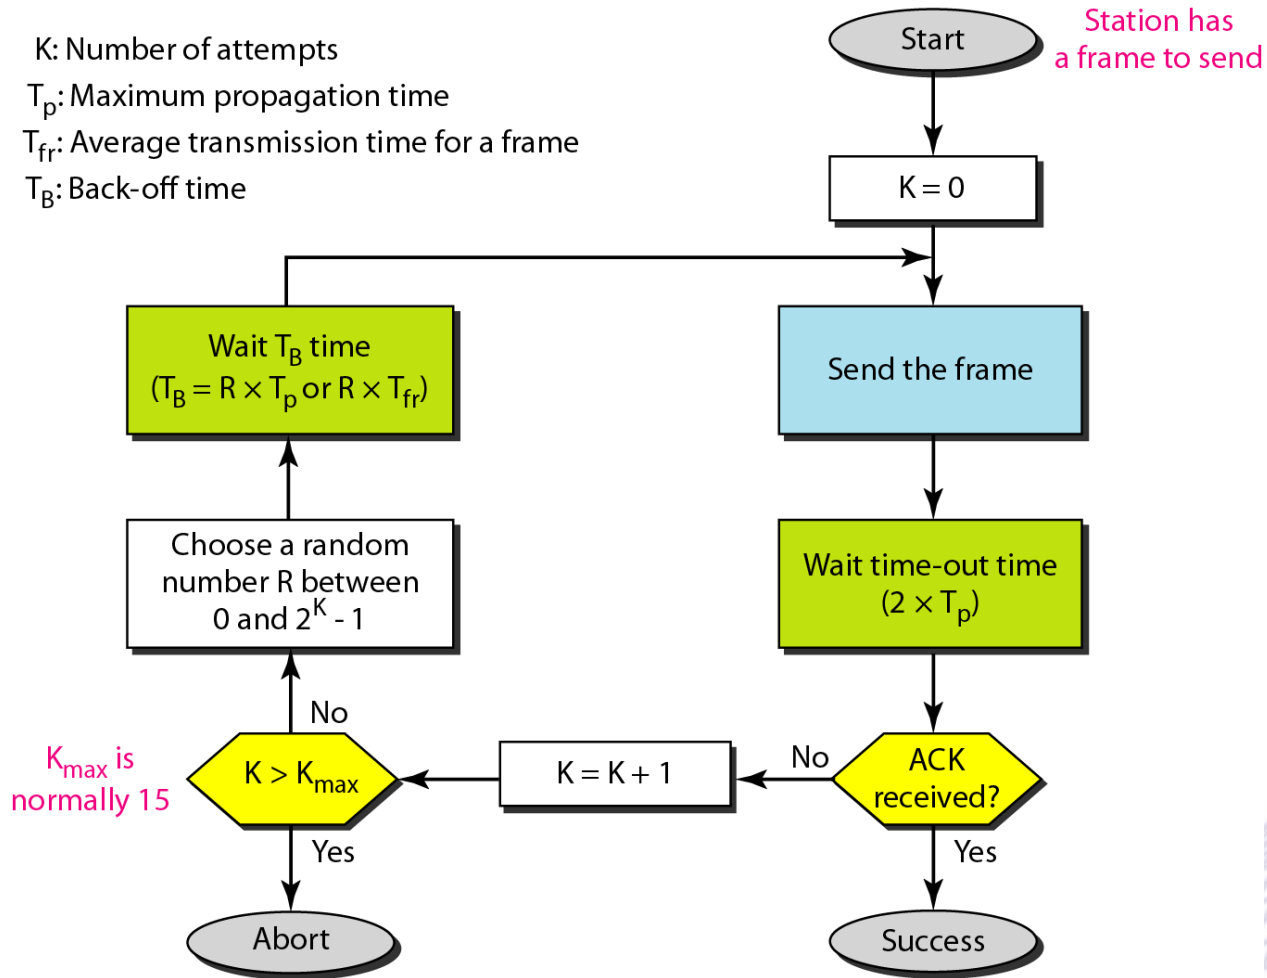 K: Number of attempts
Tp: Maximum propagation time
Tfr: Average transmission time for a frame
TB: Back-off time
Start
Station has
a frame to send
K = 0
Wait TB time
(TB = R × Tp or R × Tfr)
Send the frame
Choose a random
number R between
0 and 2^K - 1
Wait time-out time
(2 × Tp)
No
Kmax is
normally 15
K > Kmax
K = K + 1
No
ACK
received?
Yes
Yes
Abort
Success